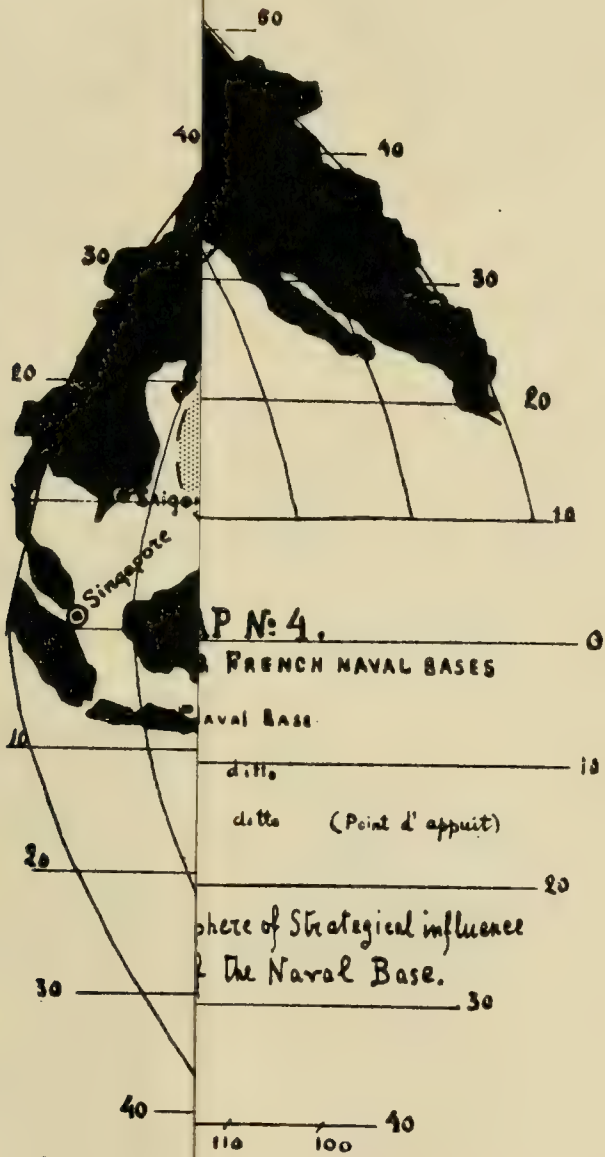 50
40
40
30
30
20
20
Saigo
10
Singapore
AP No: 4.
0
FRENCH NAVAL BASES
AVAL BASE
10
ditto
10
ditto (Point d'appuit)
20
20
phere of Strategical influence
the Naval Base.
30
30
40
40
110 100